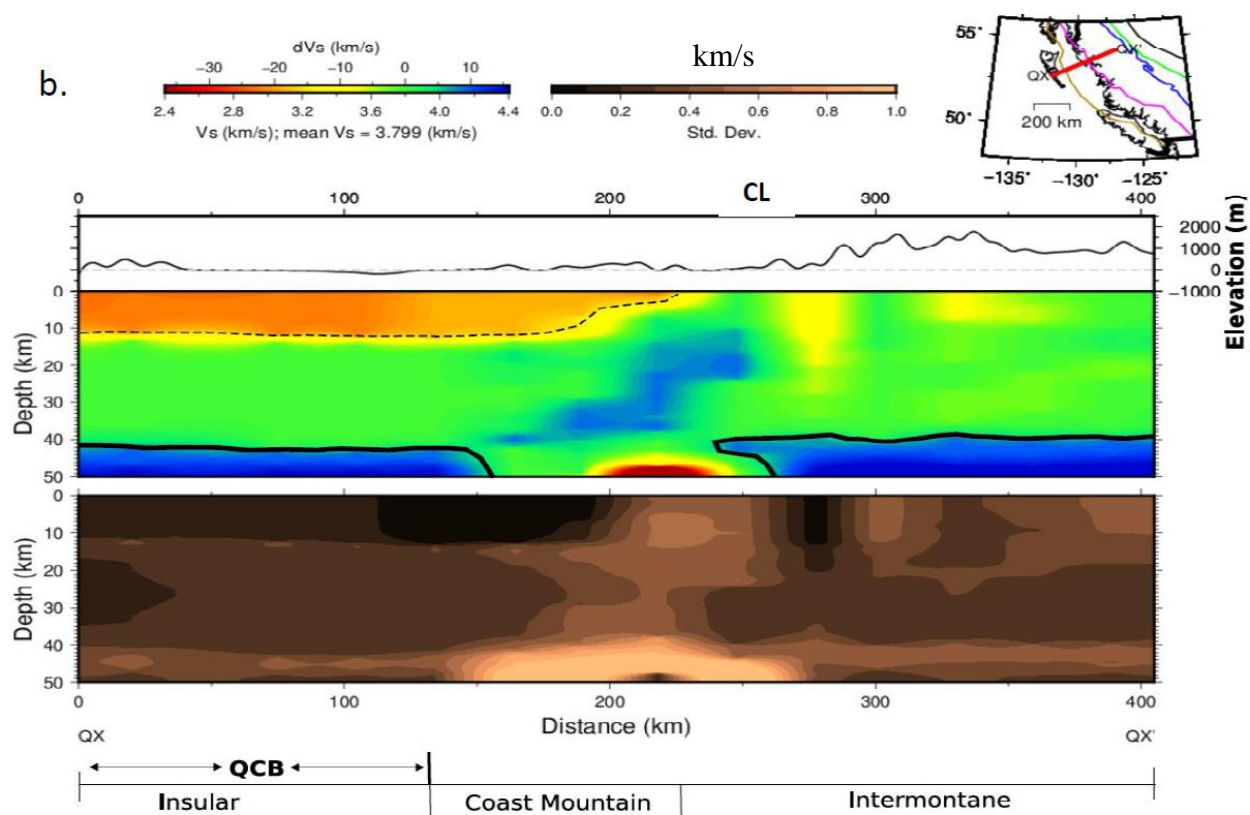 b.
dVs (km/s)
−30 −20 −10 0 10
2.4 2.8 3.2 3.6 4.0 4.4
Vs (km/s); mean Vs = 3.799 (km/s)
km/s
0.0 0.2 0.4 0.6 0.8 1.0
Std. Dev.
55˚
50˚
QX
QX'
200 km
−135˚ −130˚ −125˚
0 100 200 CL 300 400
2000
1000
0
−1000
Elevation (m)
0
10
20
30
40
50
Depth (km)
0
10
20
30
40
50
Depth (km)
0 100 200 300 400
Distance (km)
QX QX'
QCB
Insular Coast Mountain Intermontane